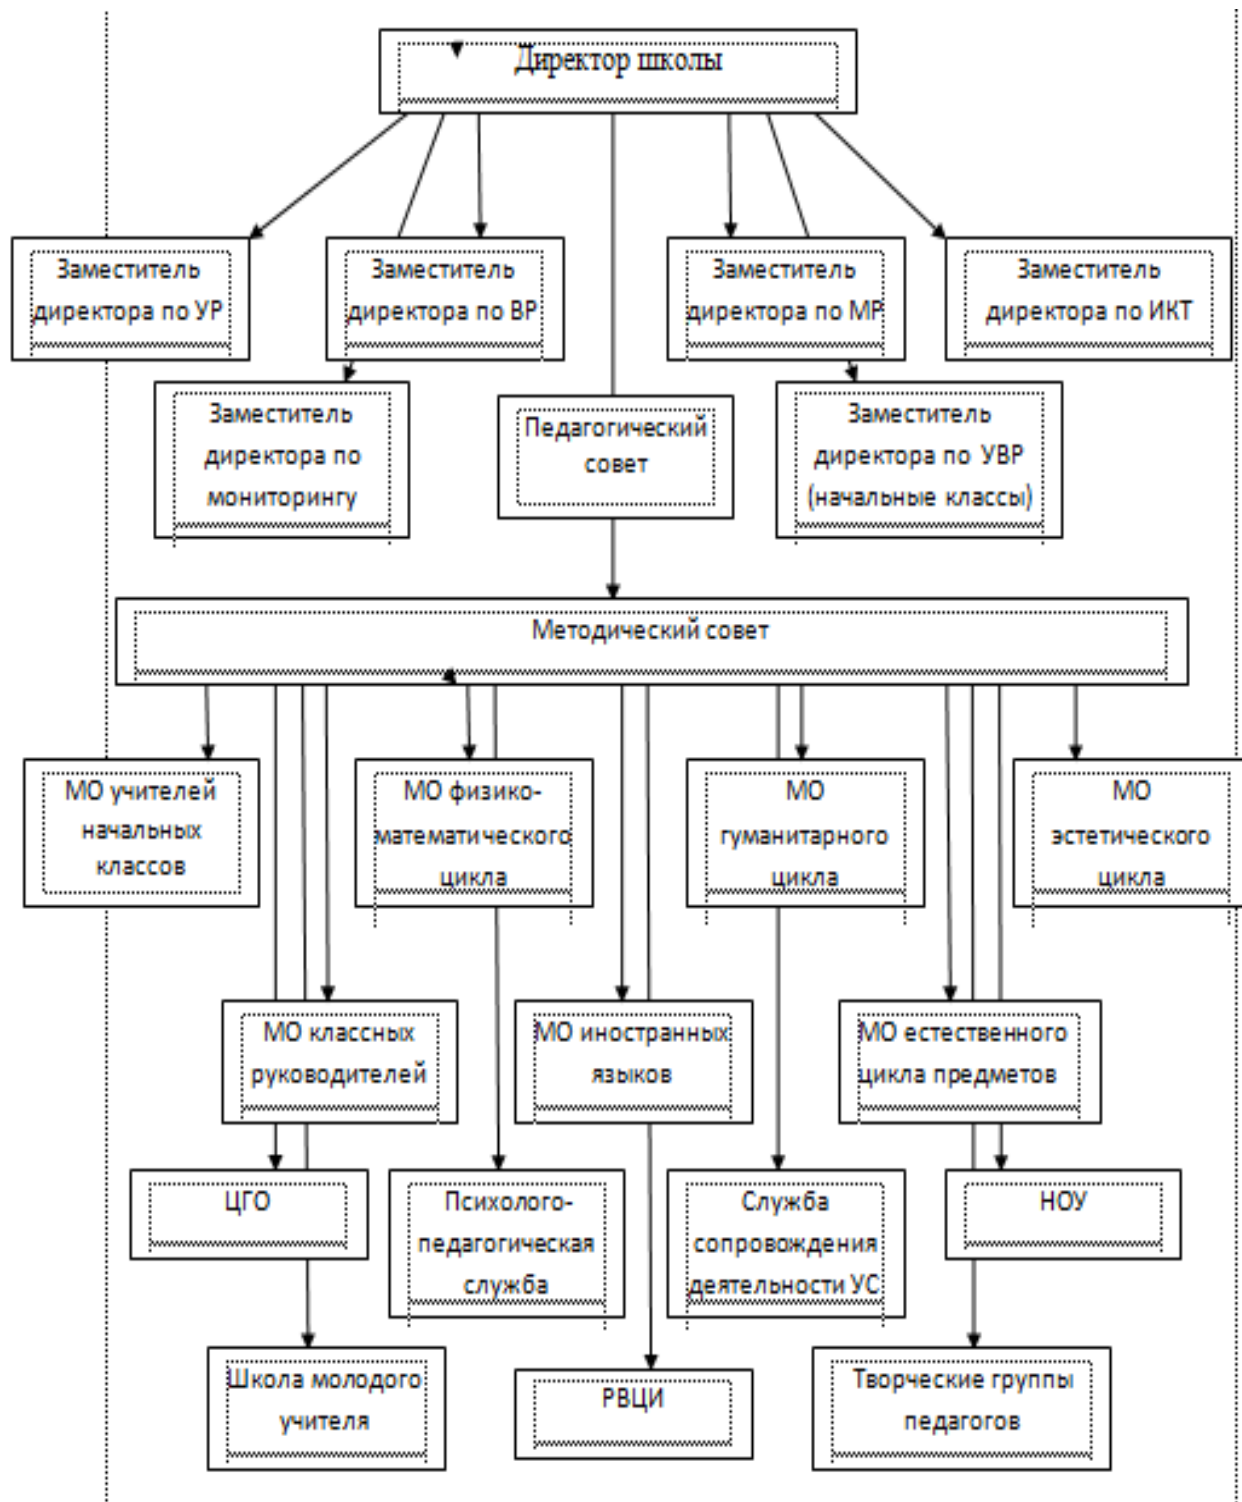 Директор школы
Заместитель
директора по УР
Заместитель
директора по ВР
Заместитель
директора по МР
Заместитель
директора по ИКТ
Заместитель
директора по
мониторингу
Педагогический
совет
Заместитель
директора по УВР
(начальные классы)
Методический совет
МО учителей
начальных
классов
МО физико-
математического
цикла
МО
гуманитарного
цикла
МО
эстетического
цикла
МО классных
руководителей
МО иностранных
языков
МО естественного
цикла предметов
ЦГО
Психолого-
педагогическая
служба
Служба
сопровождения
деятельности УС
НОУ
Школа молодого
учителя
РВЦИ
Творческие группы
педагогов